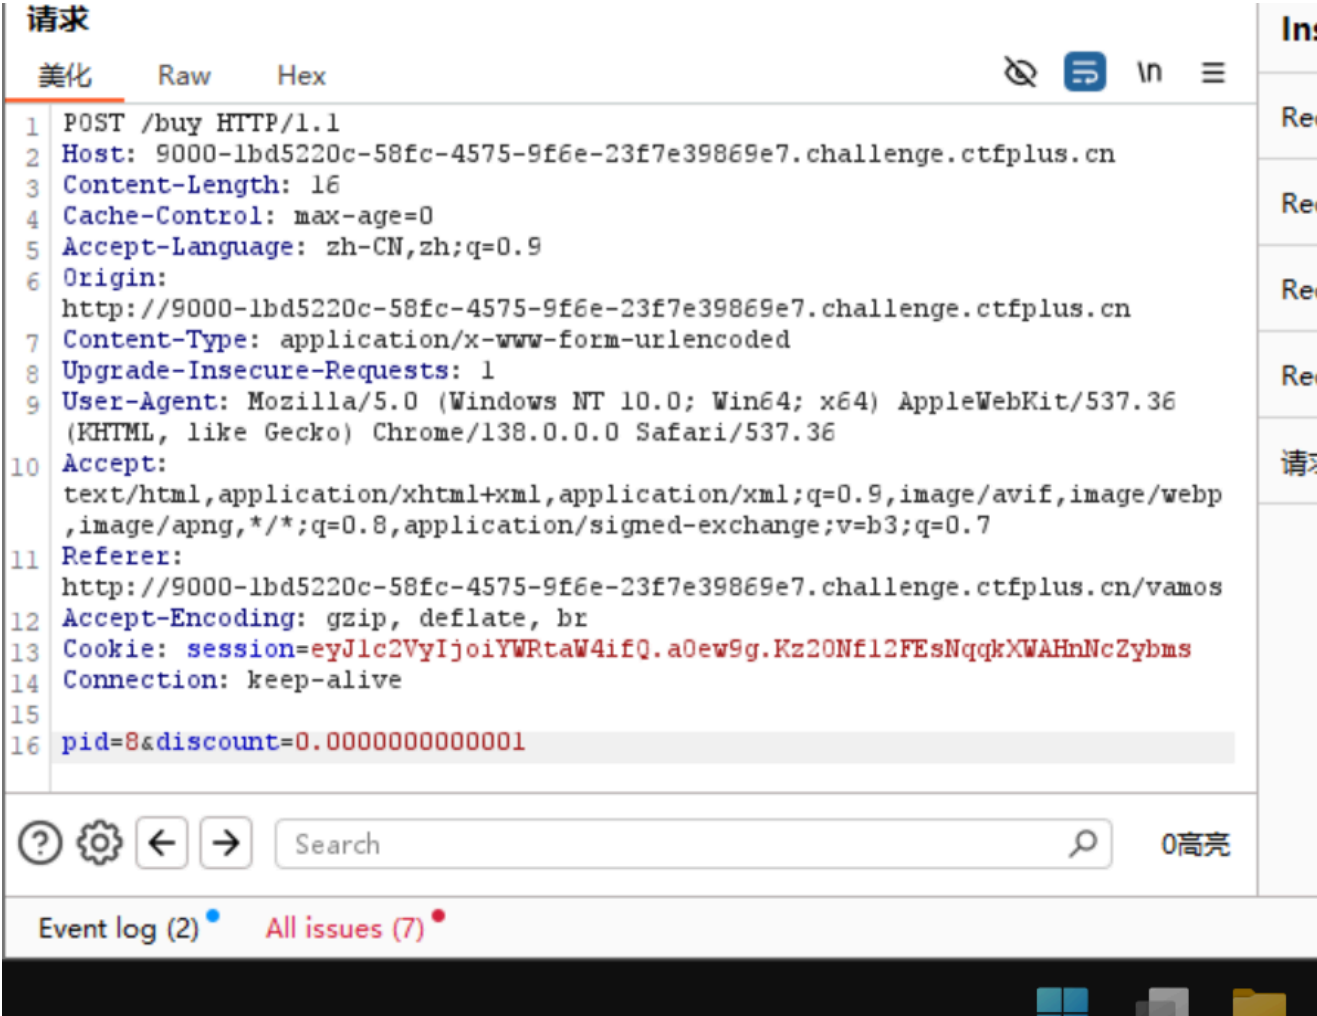 请求
美化 Raw Hex \n
1 POST /buy HTTP/1.1
2 Host: 9000-1bd5220c-58fc-4575-9f6e-23f7e39869e7.challenge.ctfplus.cn
3 Content-Length: 16
4 Cache-Control: max-age=0
5 Accept-Language: zh-CN,zh;q=0.9
6 Origin:
http://9000-1bd5220c-58fc-4575-9f6e-23f7e39869e7.challenge.ctfplus.cn
7 Content-Type: application/x-www-form-urlencoded
8 Upgrade-Insecure-Requests: 1
9 User-Agent: Mozilla/5.0 (Windows NT 10.0; Win64; x64) AppleWebKit/537.36
(KHTML, like Gecko) Chrome/138.0.0.0 Safari/537.36
10 Accept:
text/html,application/xhtml+xml,application/xml;q=0.9,image/avif,image/webp
,image/apng,*/*;q=0.8,application/signed-exchange;v=b3;q=0.7
11 Referer:
http://9000-1bd5220c-58fc-4575-9f6e-23f7e39869e7.challenge.ctfplus.cn/vamos
12 Accept-Encoding: gzip, deflate, br
13 Cookie: session=eyJ1c2VyIjoiYWRtaW4ifQ.a0ew9g.Kz20Nf12FEsNqqkXWAHnNcZybms
14 Connection: keep-alive
15
16 pid=8&discount=0.0000000000001
Search 0高亮
Event log (2) All issues (7)
Ins
Rec
Rec
Rec
Rec
请